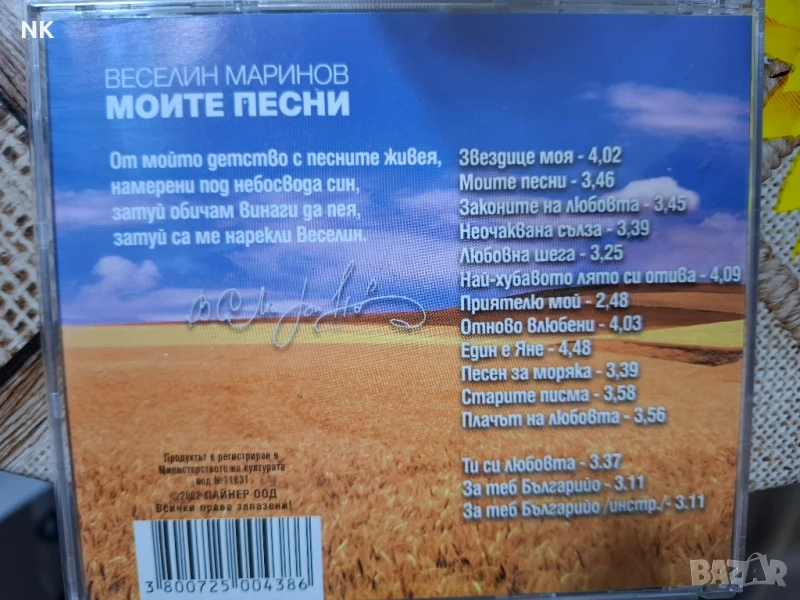 NK
ВЕСЕЛИН МАРИНОВ
МОИТЕ ПЕСНИ
От мойто детство с песните живея,
намерени под небосвода син,
затуй обичам винаги да пея,
затуй са ме нарекли Веселин.
Звездице моя - 4,02
Моите песни - 3,46
Законите на любовта - 3,45
Неочаквана сълза - 3,39
Любовна шега - 3,25
Най-хубавото лято си отива - 4,09
Приятелю мой - 2,48
Отново влюбени - 4,03
Един е Яне - 4,48
Песен за моряка - 3,39
Старите писма - 3,58
Плачът на любовта - 3,56
Ти си любовта - 3.37
За теб Българийо - 3.11
За теб Българийо /инстр./- 3.11
Продуктът е регистриран в
Министерството на културата
под №11831
©2002 ПАЙНЕР ООД
Всички права запазени!
3 800725 004386
BAZAR